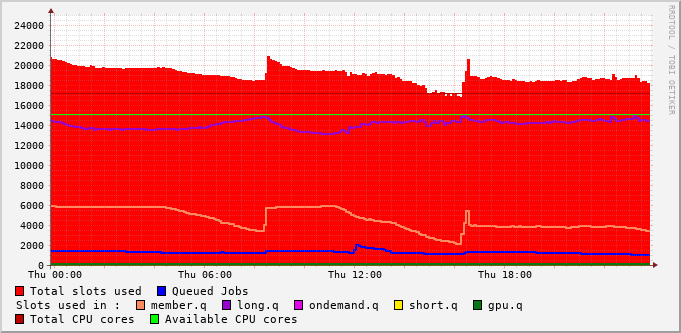 RRDTOOL / TOBI OETIKER
24000
22000
20000
18000
16000
14000
12000
10000
8000
6000
4000
2000
0
Thu 00:00 Thu 06:00 Thu 12:00 Thu 18:00
Total slots used Queued Jobs
Slots used in : member.q long.q ondemand.q short.q gpu.q
Total CPU cores Available CPU cores